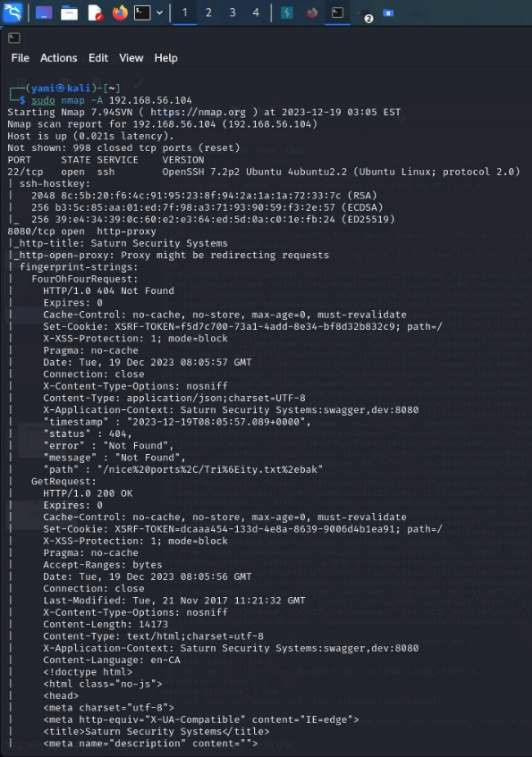 1 2 3 4 2
File Actions Edit View Help
┌──(yami㉿kali)-[~]
└─$ sudo nmap -A 192.168.56.104
Starting Nmap 7.94SVN ( https://nmap.org ) at 2023-12-19 03:05 EST
Nmap scan report for 192.168.56.104 (192.168.56.104)
Host is up (0.021s latency).
Not shown: 998 closed tcp ports (reset)
PORT     STATE SERVICE    VERSION
22/tcp   open  ssh        OpenSSH 7.2p2 Ubuntu 4ubuntu2.2 (Ubuntu Linux; protocol 2.0)
| ssh-hostkey:
|   2048 8c:5b:20:f6:4c:91:95:23:8f:94:2a:1a:1a:72:33:7c (RSA)
|   256 b3:5c:85:aa:01:ed:7f:98:a3:71:93:90:59:f3:2e:57 (ECDSA)
|_  256 39:e4:34:39:0c:60:e2:e3:64:ed:5d:0a:c0:1e:fb:24 (ED25519)
8080/tcp open  http-proxy
|_http-title: Saturn Security Systems
|_http-open-proxy: Proxy might be redirecting requests
| fingerprint-strings:
|   FourOhFourRequest:
|     HTTP/1.0 404 Not Found
|     Expires: 0
|     Cache-Control: no-cache, no-store, max-age=0, must-revalidate
|     Set-Cookie: XSRF-TOKEN=f5d7c700-73a1-4add-8e34-bf8d32b832c9; path=/
|     X-XSS-Protection: 1; mode=block
|     Pragma: no-cache
|     Date: Tue, 19 Dec 2023 08:05:57 GMT
|     Connection: close
|     X-Content-Type-Options: nosniff
|     Content-Type: application/json;charset=UTF-8
|     X-Application-Context: Saturn Security Systems:swagger,dev:8080
|     "timestamp" : "2023-12-19T08:05:57.089+0000",
|     "status" : 404,
|     "error" : "Not Found",
|     "message" : "Not Found",
|     "path" : "/nice%20ports%2C/Tri%6Eity.txt%2ebak"
|   GetRequest:
|     HTTP/1.0 200 OK
|     Expires: 0
|     Cache-Control: no-cache, no-store, max-age=0, must-revalidate
|     Set-Cookie: XSRF-TOKEN=dcaaa454-133d-4e8a-8639-9006d4b1ea91; path=/
|     X-XSS-Protection: 1; mode=block
|     Pragma: no-cache
|     Accept-Ranges: bytes
|     Date: Tue, 19 Dec 2023 08:05:56 GMT
|     Connection: close
|     Last-Modified: Tue, 21 Nov 2017 11:21:32 GMT
|     X-Content-Type-Options: nosniff
|     Content-Length: 14173
|     Content-Type: text/html;charset=utf-8
|     X-Application-Context: Saturn Security Systems:swagger,dev:8080
|     Content-Language: en-CA
|     <!doctype html>
|     <html class="no-js">
|     <head>
|     <meta charset="utf-8">
|     <meta http-equiv="X-UA-Compatible" content="IE=edge">
|     <title>Saturn Security Systems</title>
|     <meta name="description" content="">